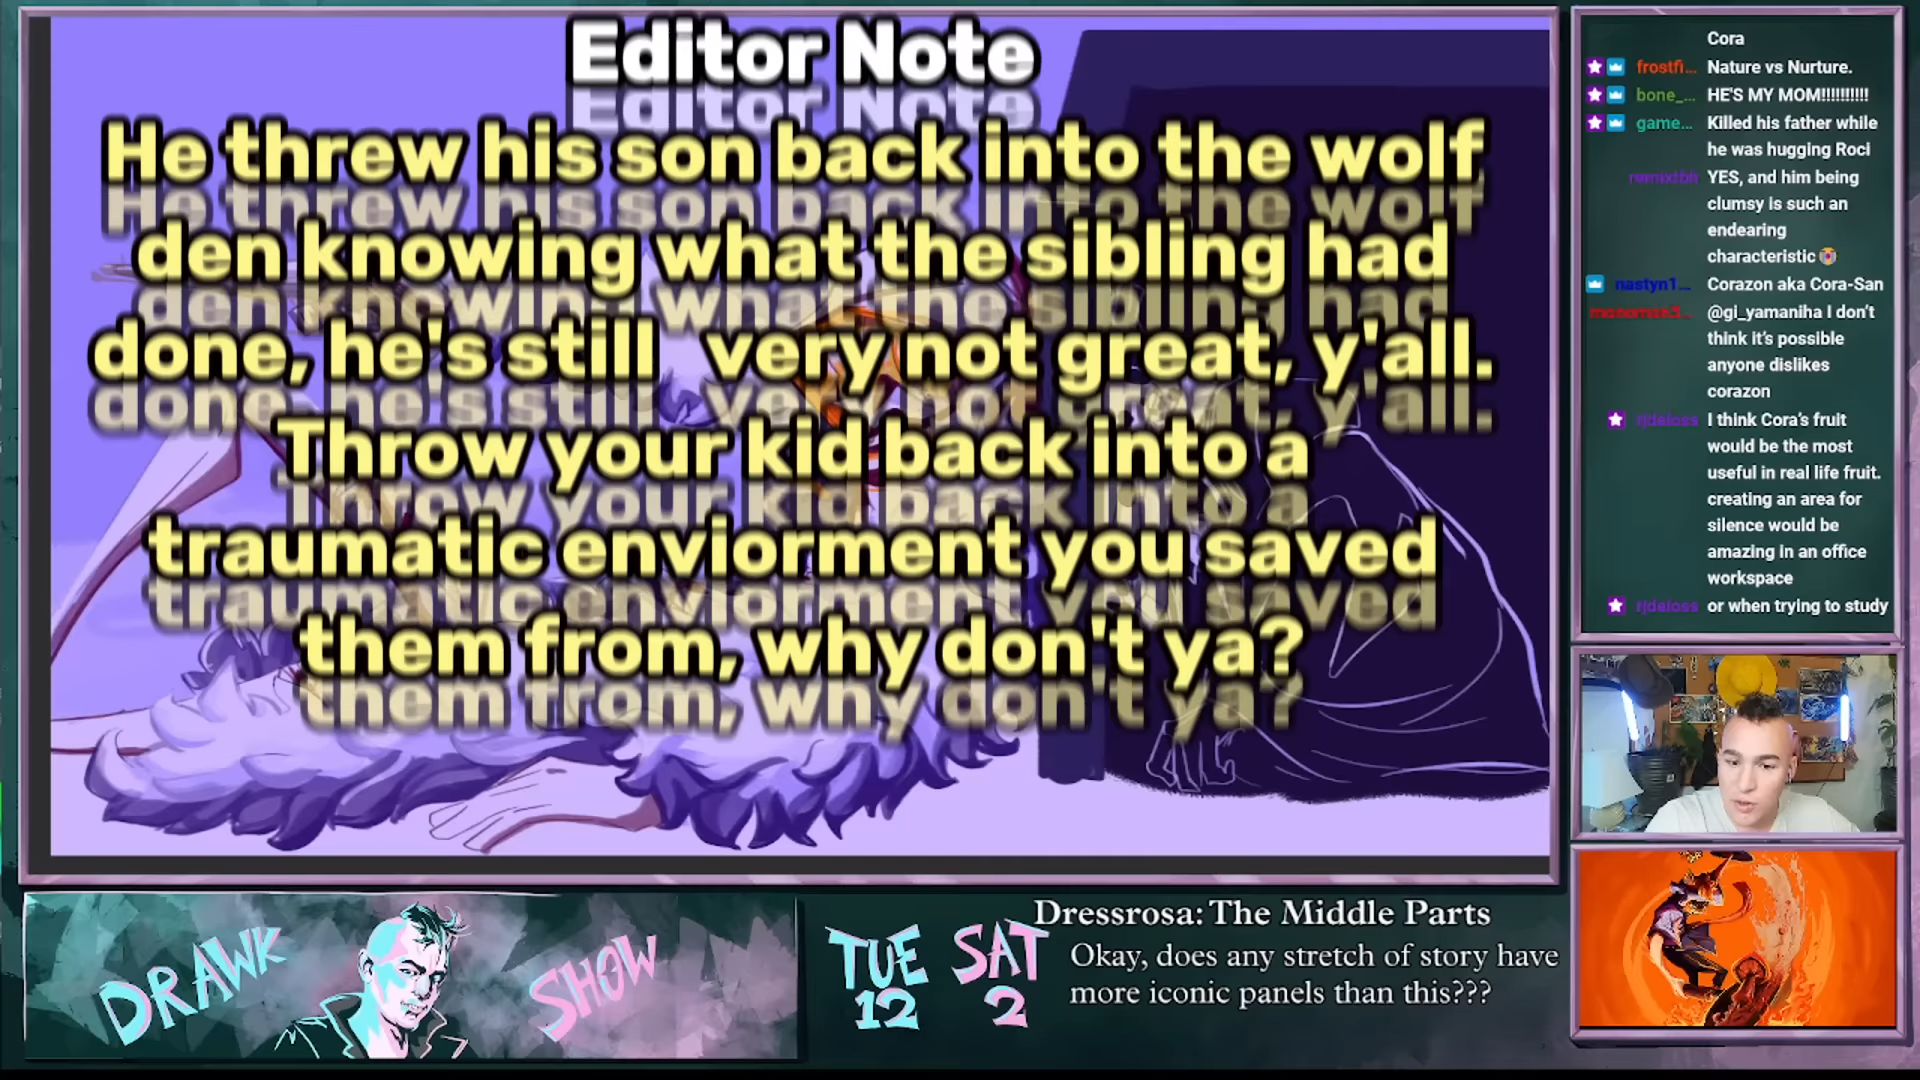 Editor Note
He threw his son back into the wolf
den knowing what the sibling had
done, he's still very not great, y'all.
Throw your kid back into a
traumatic enviorment you saved
them from, why don't ya?
Cora
frostfi... Nature vs Nurture.
bone_... HE'S MY MOM!!!!!!!!!!
game... Killed his father while
he was hugging Roci
remixtbh YES, and him being
clumsy is such an
endearing
characteristic
nastyn1... Corazon aka Cora-San
manoman3... @gi_yamaniha I don't
think it's possible
anyone dislikes
corazon
rjdeloss I think Cora's fruit
would be the most
useful in real life fruit.
creating an area for
silence would be
amazing in an office
workspace
rjdeloss or when trying to study
DRAWK SHOW
TUE SAT
12 2
Dressrosa: The Middle Parts
Okay, does any stretch of story have
more iconic panels than this???